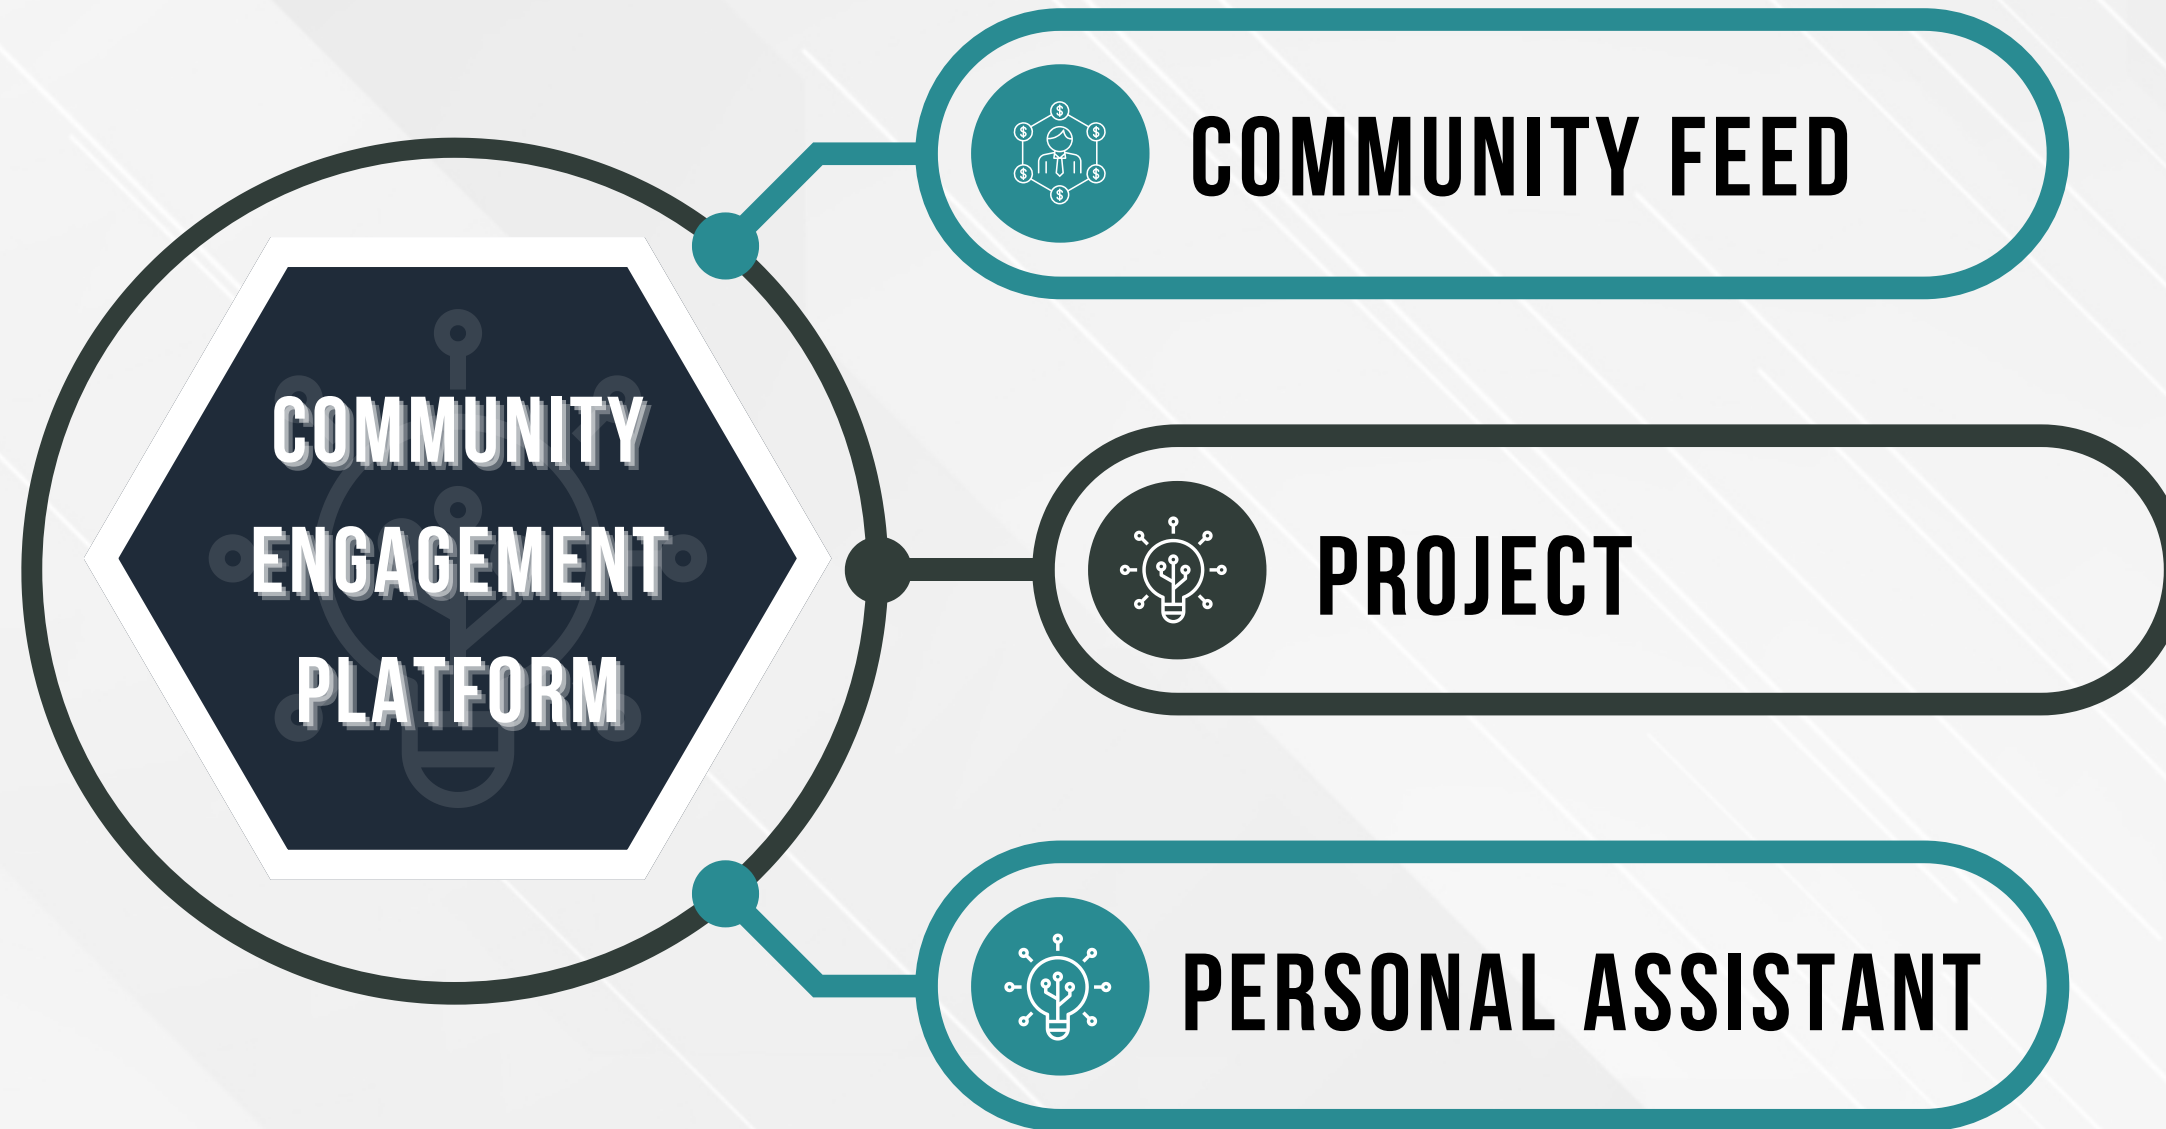 COMMUNITY
ENGAGEMENT
PLATFORM
COMMUNITY FEED
PROJECT
PERSONAL ASSISTANT